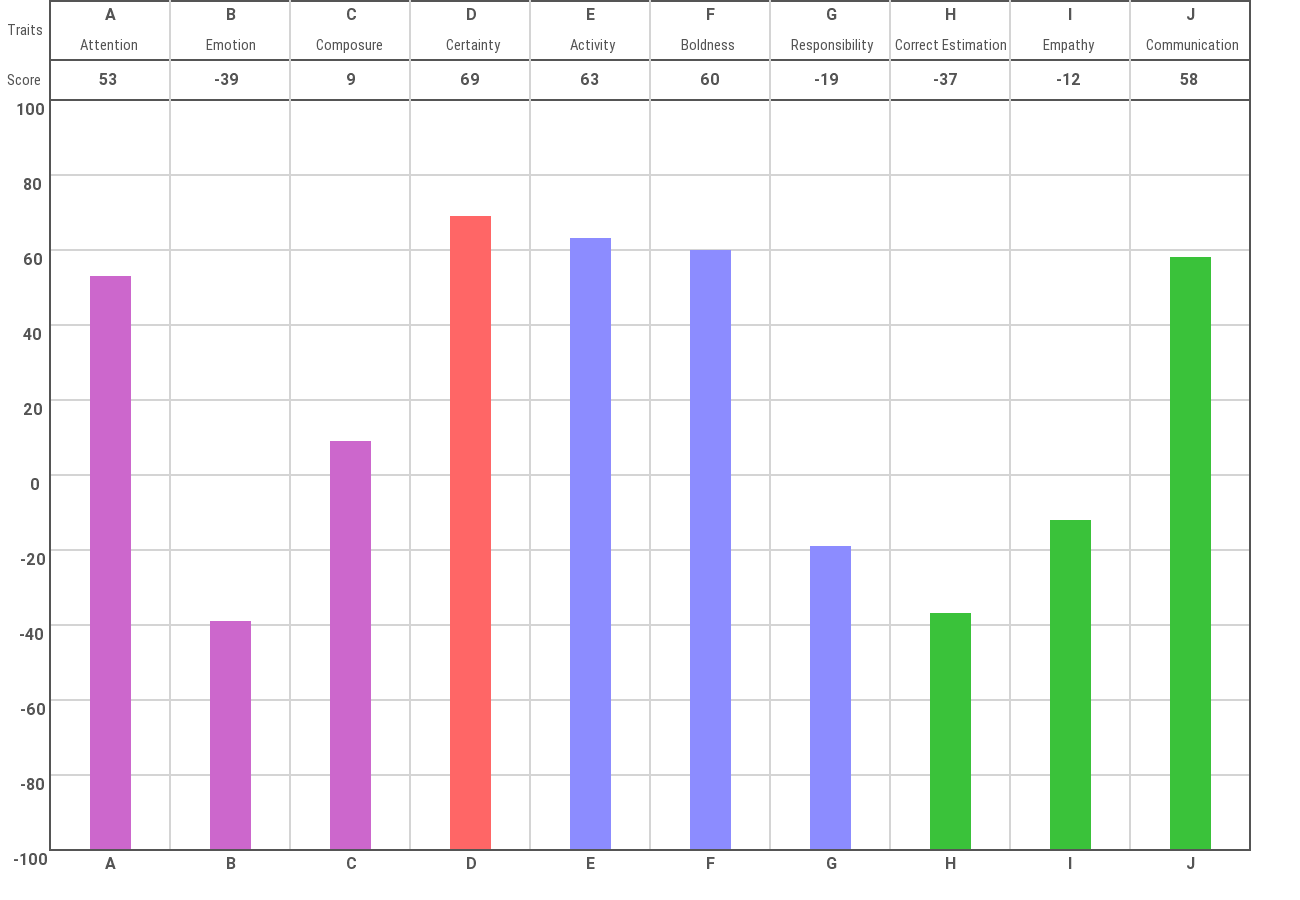 A B C D E F G H I J
Traits
Attention Emotion Composure Certainty Activity Boldness Responsibility Correct Estimation Empathy Communication
Score 53 -39 9 69 63 60 -19 -37 -12 58
100
80
60
40
20
0
-20
-40
-60
-80
-100
A B C D E F G H I J